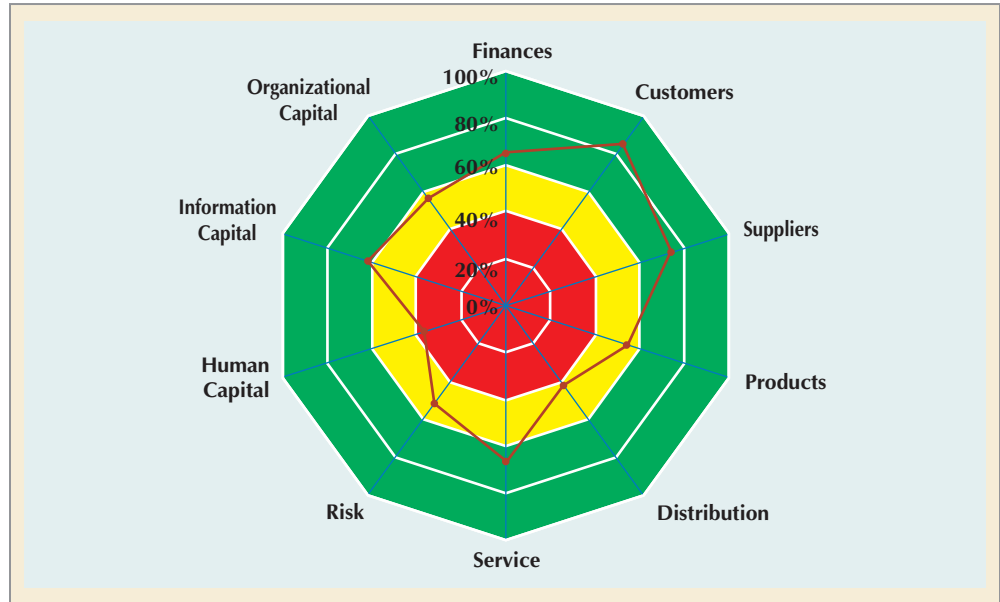 Finances
100%
80%
60%
40%
20%
0%
Customers
Suppliers
Products
Distribution
Service
Risk
Human
Capital
Information
Capital
Organizational
Capital